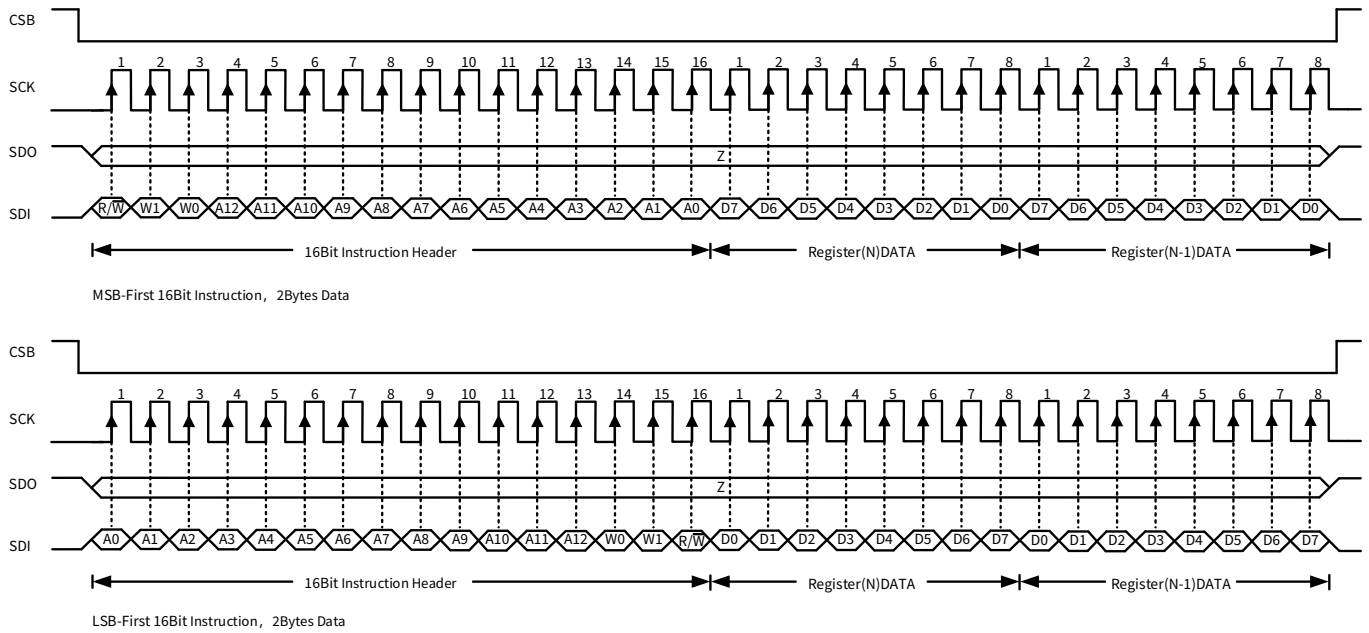 CSB
SCK 1 2 3 4 5 6 7 8 9 10 11 12 13 14 15 16 1 2 3 4 5 6 7 8 1 2 3 4 5 6 7 8
SDO Z
SDI R/W̅ W1 W0 A12 A11 A10 A9 A8 A7 A6 A5 A4 A3 A2 A1 A0 D7 D6 D5 D4 D3 D2 D1 D0 D7 D6 D5 D4 D3 D2 D1 D0
16Bit Instruction Header Register(N)DATA Register(N-1)DATA
MSB-First 16Bit Instruction，2Bytes Data
CSB
SCK 1 2 3 4 5 6 7 8 9 10 11 12 13 14 15 16 1 2 3 4 5 6 7 8 1 2 3 4 5 6 7 8
SDO Z
SDI A0 A1 A2 A3 A4 A5 A6 A7 A8 A9 A10 A11 A12 W0 W1 R/W̅ D0 D1 D2 D3 D4 D5 D6 D7 D0 D1 D2 D3 D4 D5 D6 D7
16Bit Instruction Header Register(N)DATA Register(N-1)DATA
LSB-First 16Bit Instruction，2Bytes Data